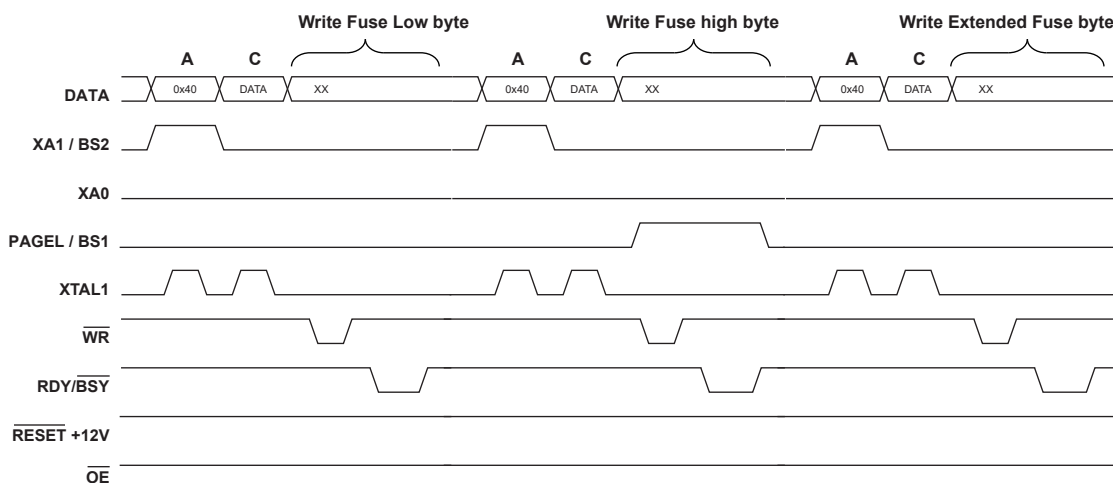 Write Fuse Low byte Write Fuse high byte Write Extended Fuse byte
A C A C A C
DATA 0x40 DATA XX 0x40 DATA XX 0x40 DATA XX
XA1 / BS2
XA0
PAGEL / BS1
XTAL1
WR
RDY/BSY
RESET +12V
OE